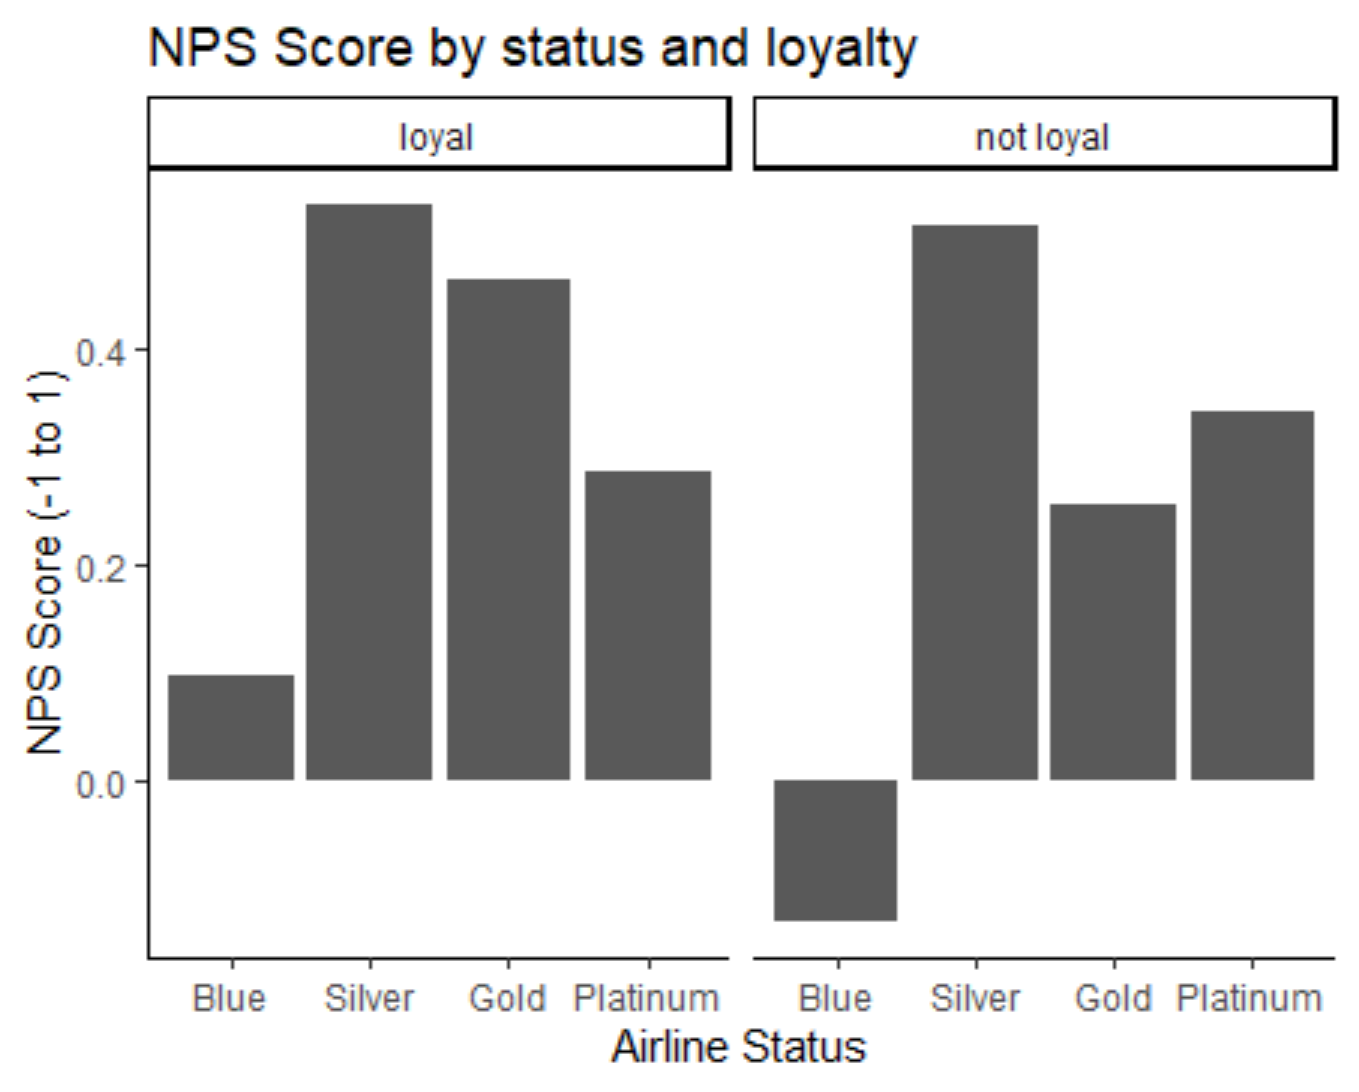 NPS Score by status and loyalty
loyal
not loyal
NPS Score (-1 to 1)
0.4
0.2
0.0
Blue Silver Gold Platinum
Blue Silver Gold Platinum
Airline Status